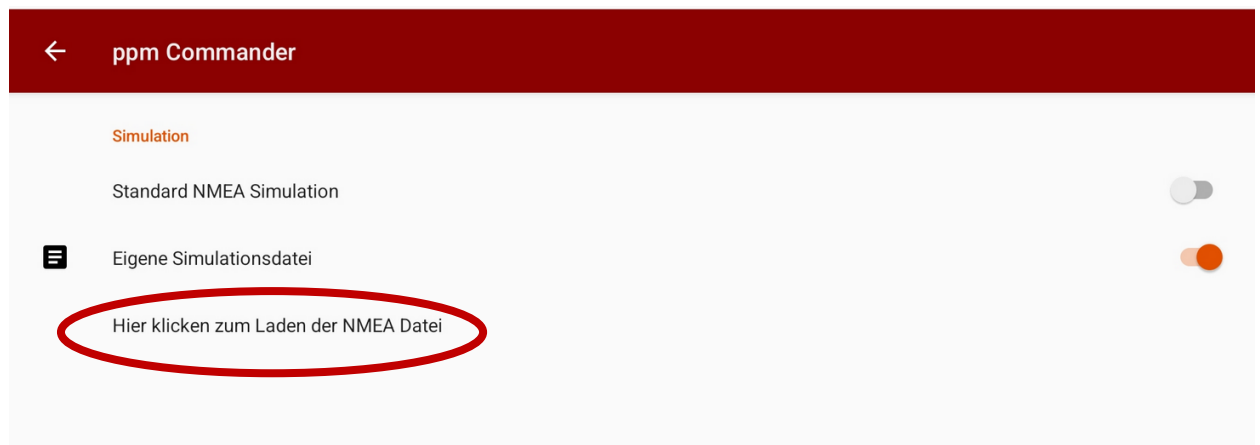 ppm Commander
Simulation
Standard NMEA Simulation
Eigene Simulationsdatei
Hier klicken zum Laden der NMEA Datei